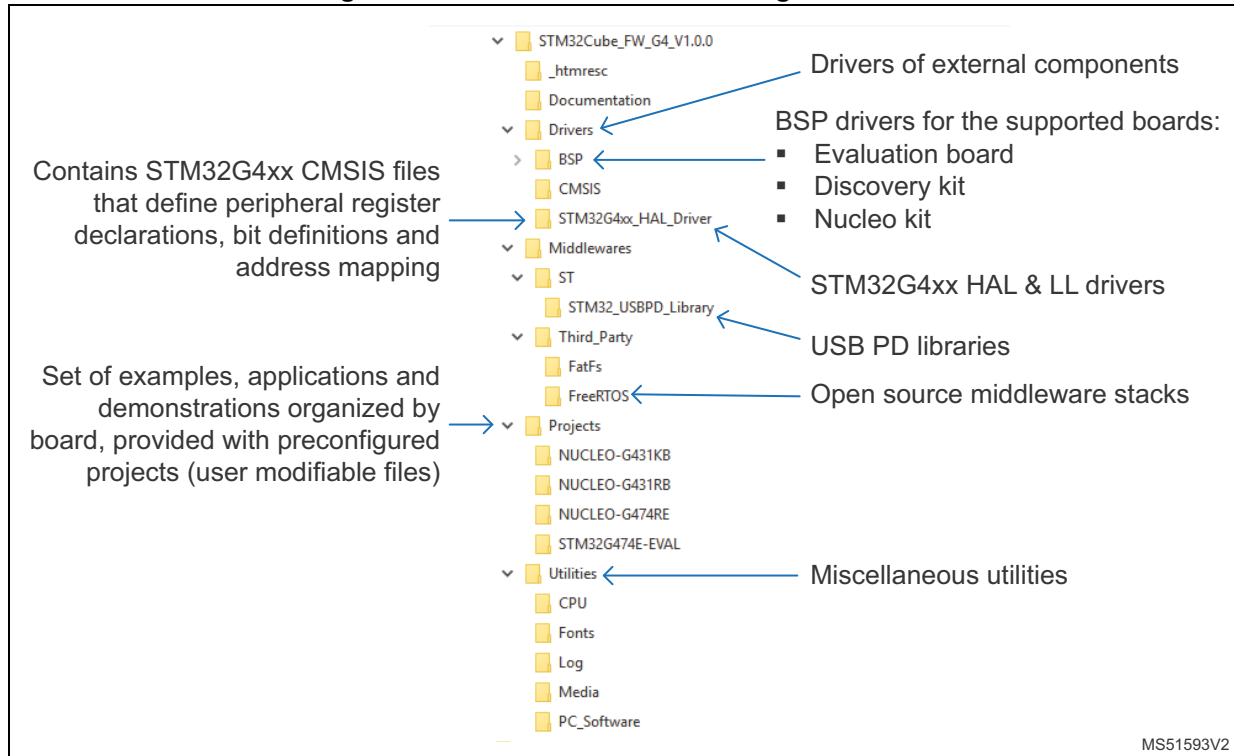 STM32Cube_FW_G4_V1.0.0
_htmresc
Documentation
Drivers
BSP
CMSIS
STM32G4xx_HAL_Driver
Middlewares
ST
STM32_USBPD_Library
Third_Party
FatFs
FreeRTOS
Projects
NUCLEO-G431KB
NUCLEO-G431RB
NUCLEO-G474RE
STM32G474E-EVAL
Utilities
CPU
Fonts
Log
Media
PC_Software
Contains STM32G4xx CMSIS files
that define peripheral register
declarations, bit definitions and
address mapping
Set of examples, applications and
demonstrations organized by
board, provided with preconfigured
projects (user modifiable files)
Drivers of external components
BSP drivers for the supported boards:
▪ Evaluation board
▪ Discovery kit
▪ Nucleo kit
STM32G4xx HAL & LL drivers
USB PD libraries
Open source middleware stacks
Miscellaneous utilities
MS51593V2